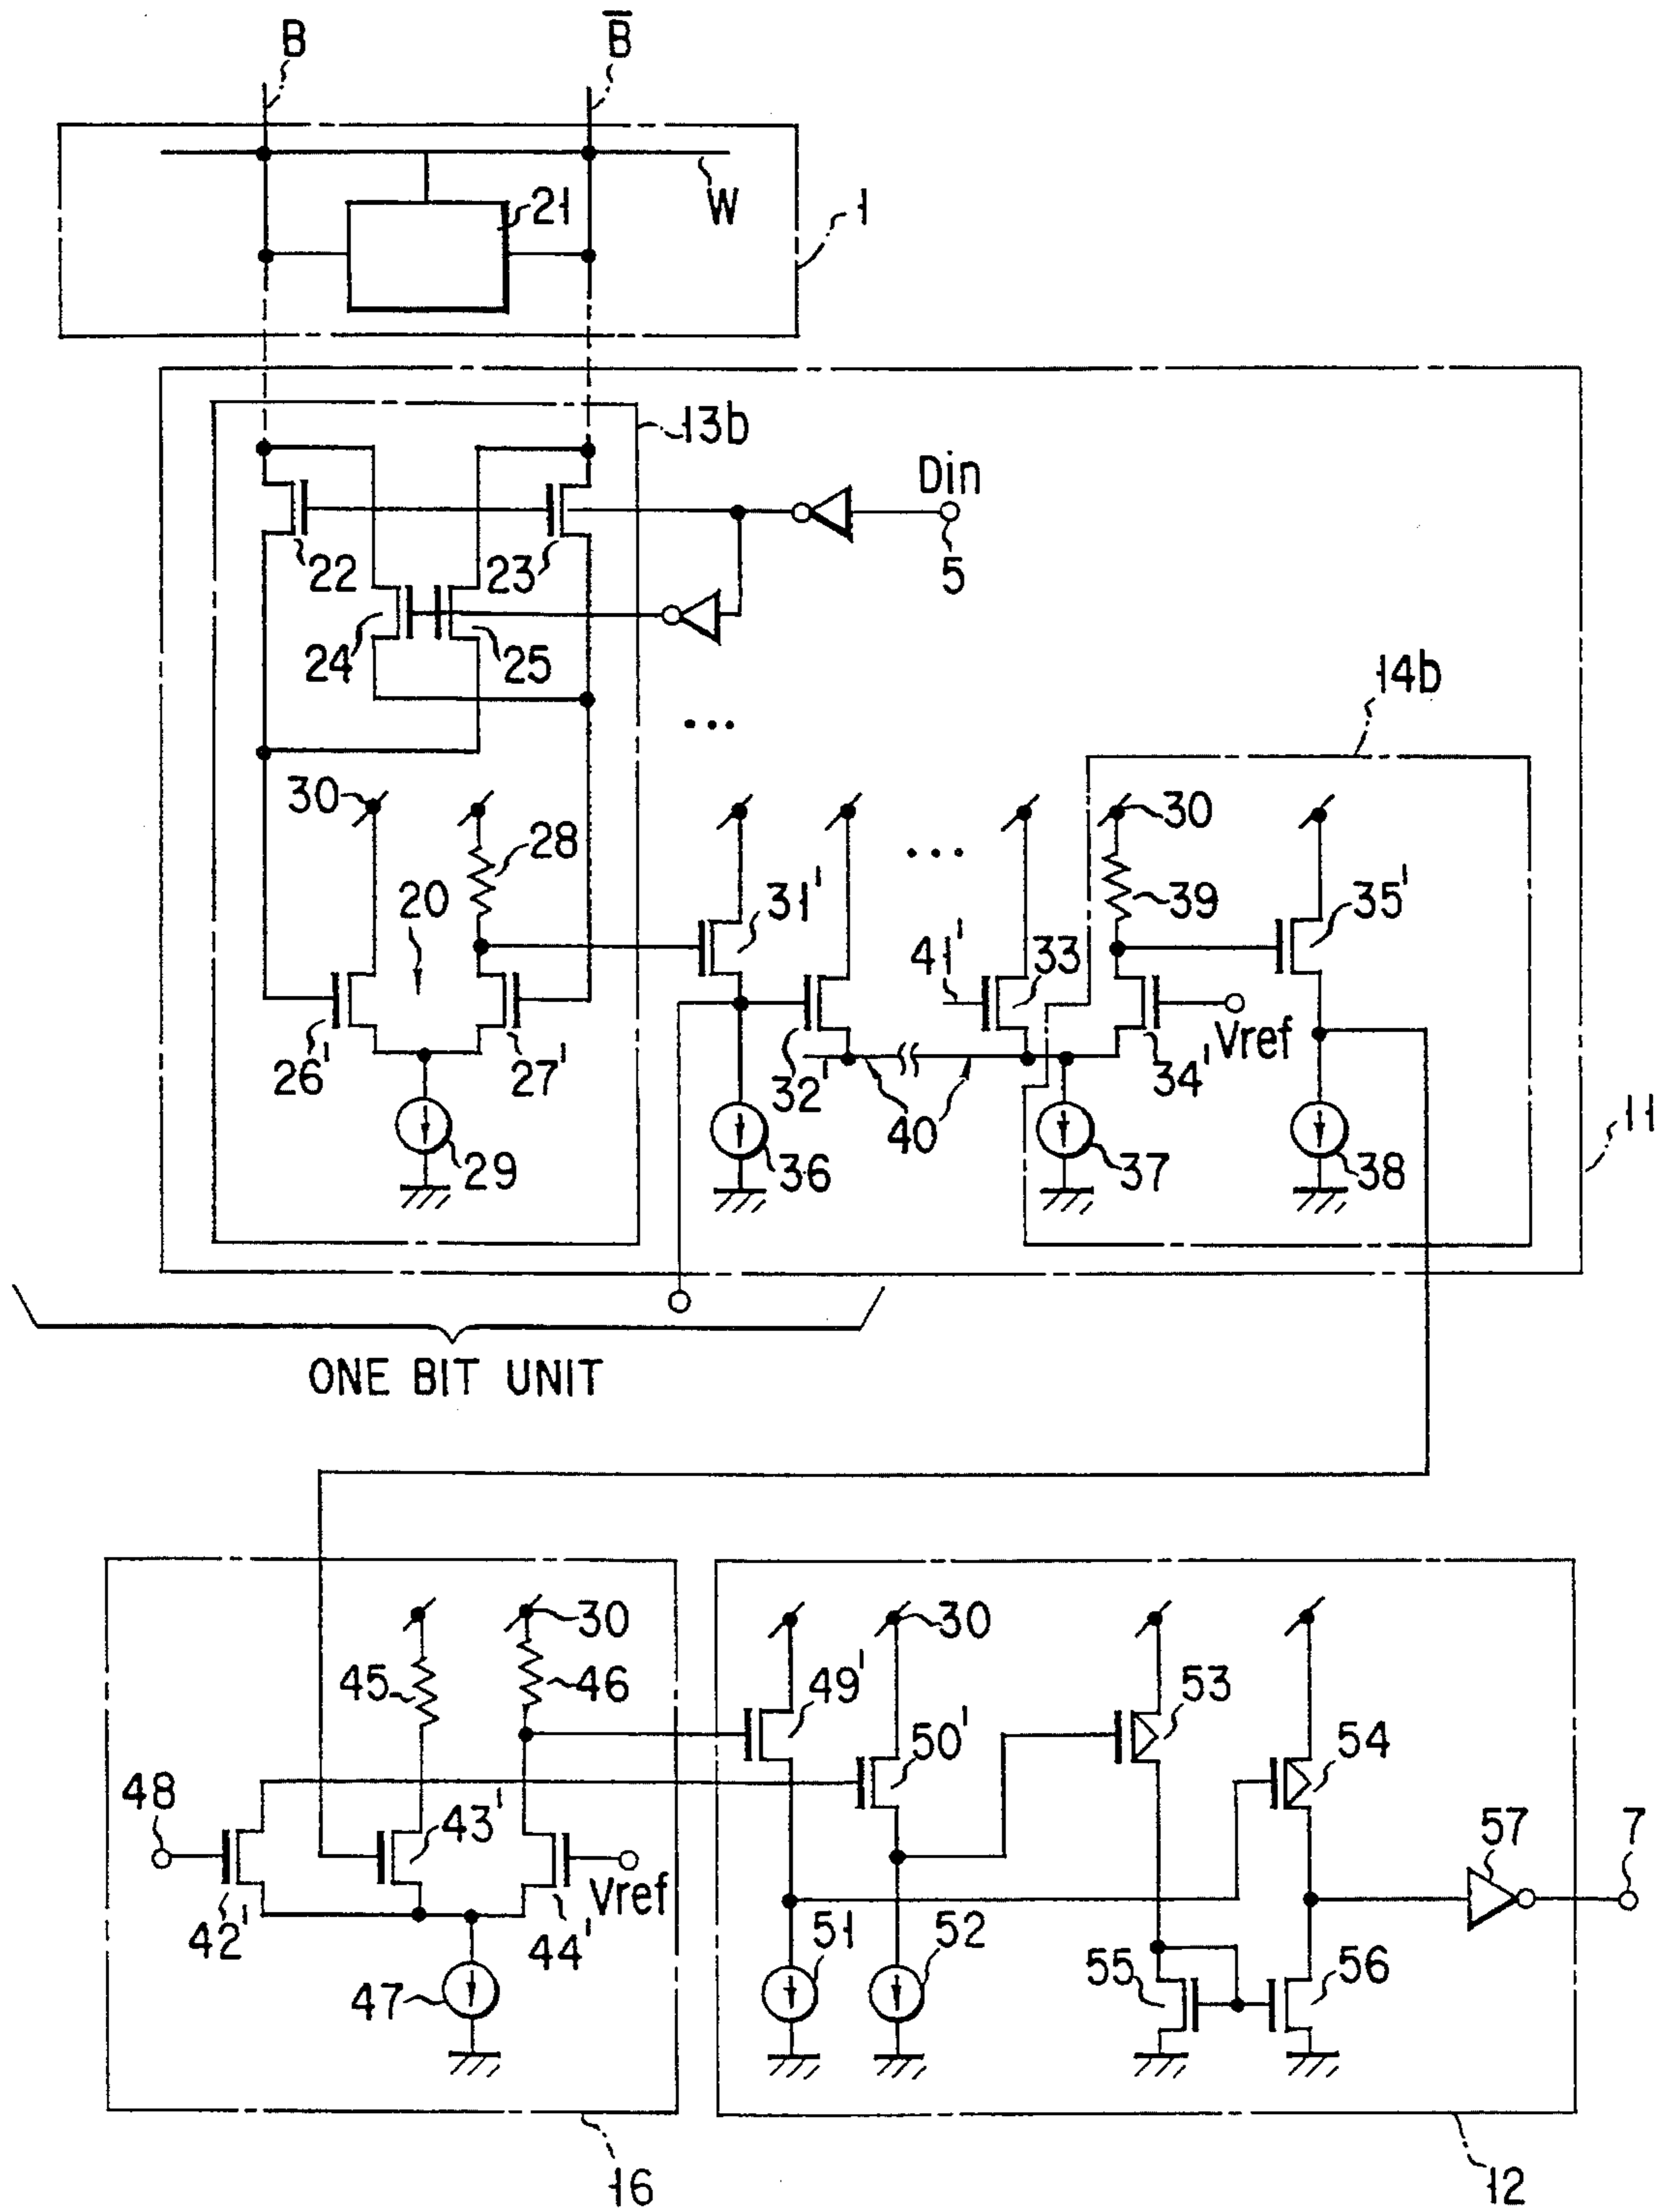 B B̅
W
21
1
13b
Din
5
22 23
24 25
14b
30 28 30
20 31' 41' 33 39 35'
26' 27' 32' 34' Vref
40
29 36 37 38
11
ONE BIT UNIT
30 30
45 46 49' 53
50' 54
48 43' 57 7
42' 44' Vref
51 52
47 55 56
16 12